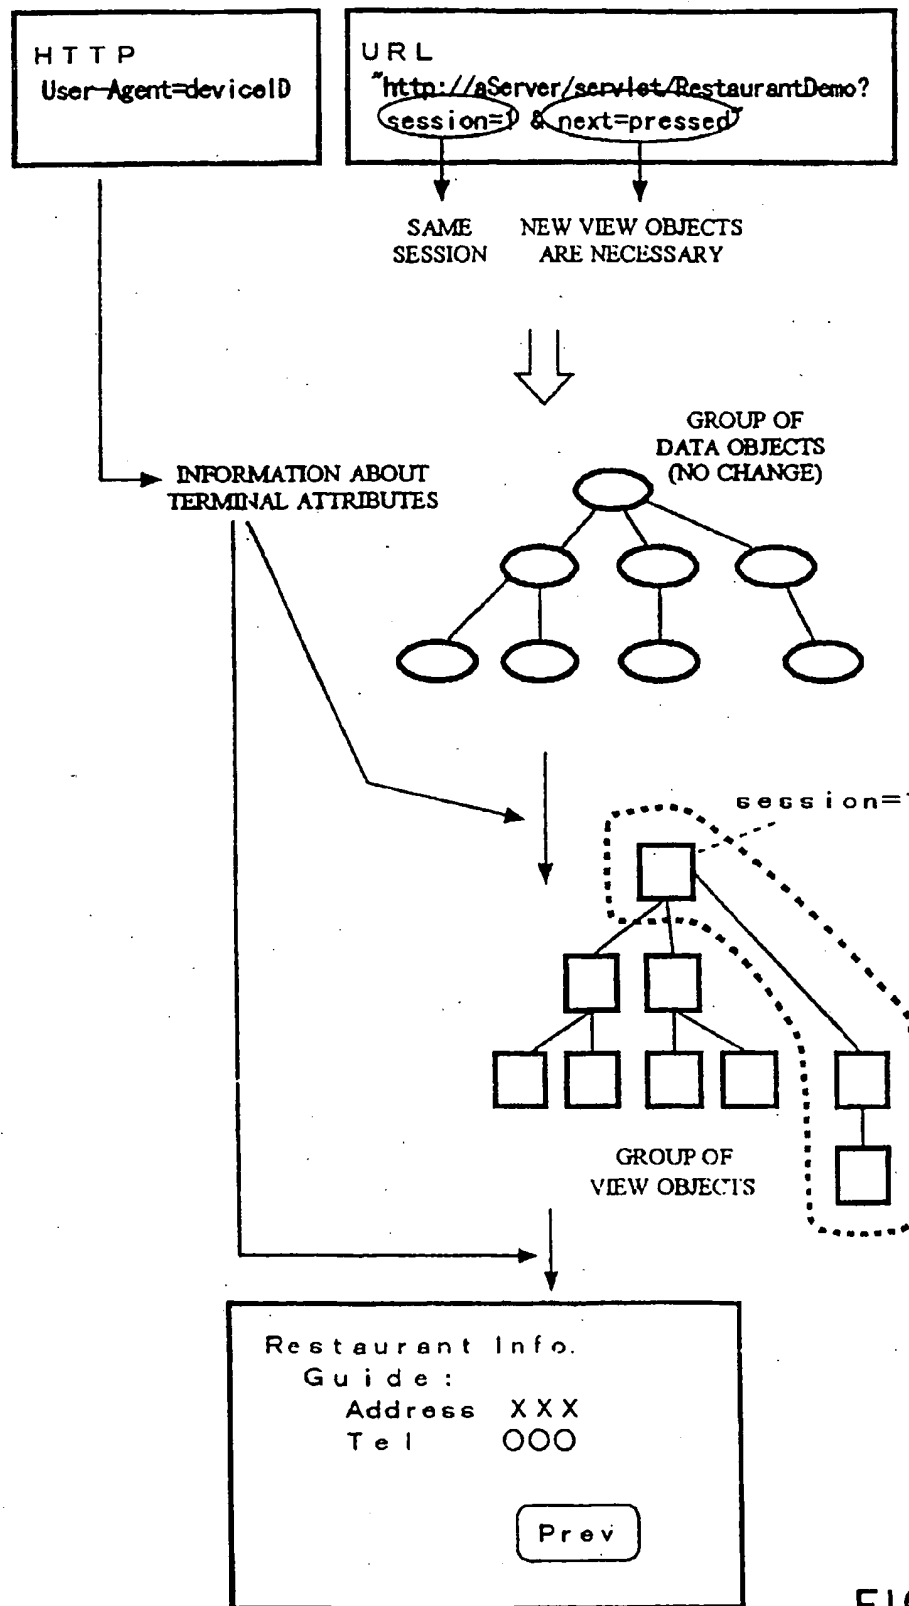 HTTP
User-Agent=deviceID
URL
"http://aServer/servlet/RestaurantDemo?
session=1 & next=pressed"
SAME
SESSION
NEW VIEW OBJECTS
ARE NECESSARY
GROUP OF
DATA OBJECTS
(NO CHANGE)
INFORMATION ABOUT
TERMINAL ATTRIBUTES
session=
GROUP OF
VIEW OBJECTS
Restaurant Info.
Guide:
Address XXX
Tel OOO
Prev